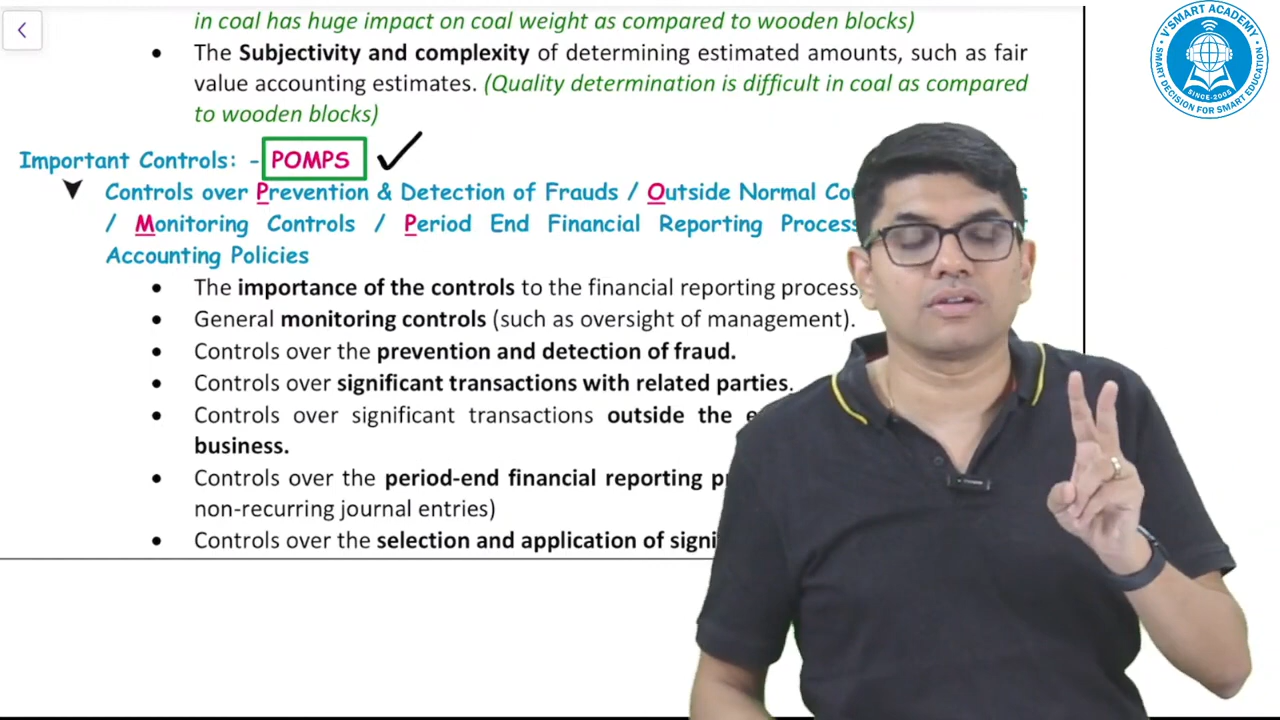 in coal has huge impact on coal weight as compared to wooden blocks)
• The Subjectivity and complexity of determining estimated amounts, such as fair
value accounting estimates. (Quality determination is difficult in coal as compared
to wooden blocks)
Important Controls: - POMPS
Controls over Prevention & Detection of Frauds / Outside Normal
/ Monitoring Controls / Period End Financial Reporting Process
Accounting Policies
• The importance of the controls to the financial reporting process
• General monitoring controls (such as oversight of management).
• Controls over the prevention and detection of fraud.
• Controls over significant transactions with related parties.
• Controls over significant transactions outside the
business.
• Controls over the period-end financial reporting
non-recurring journal entries)
• Controls over the selection and application of
V'SMART ACADEMY
SMART DECISION FOR SMART EDUCATION
SINCE-2005